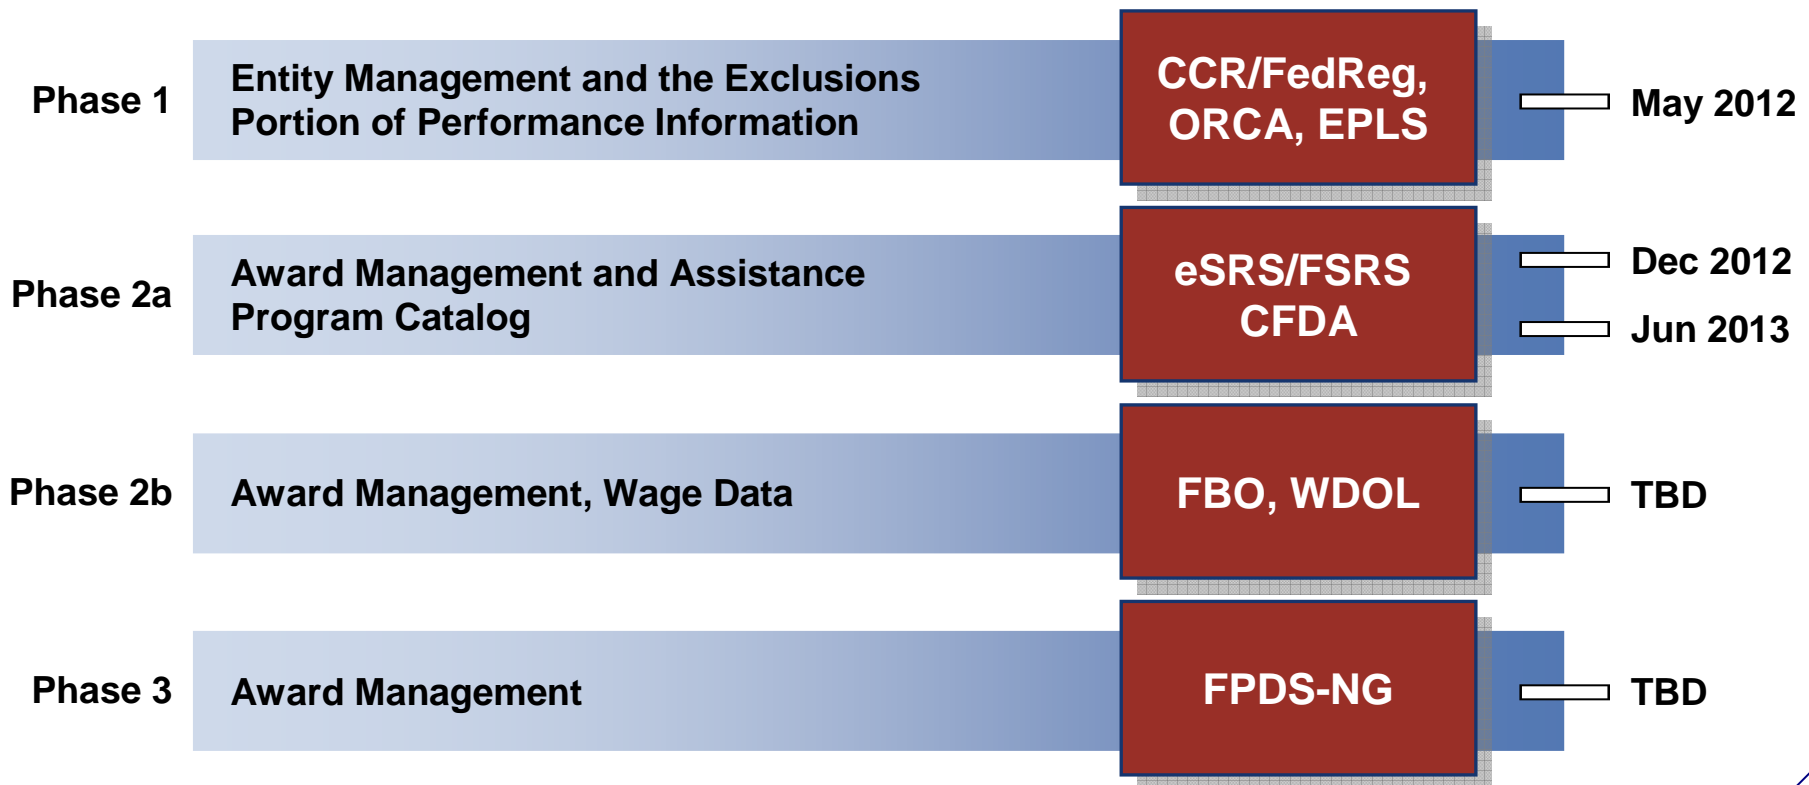 Phase 1
Entity Management and the Exclusions
Portion of Performance Information
CCR/FedReg,
ORCA, EPLS
May 2012
Phase 2a
Award Management and Assistance
Program Catalog
eSRS/FSRS
CFDA
Dec 2012
Jun 2013
Phase 2b
Award Management, Wage Data
FBO, WDOL
TBD
Phase 3
Award Management
FPDS-NG
TBD